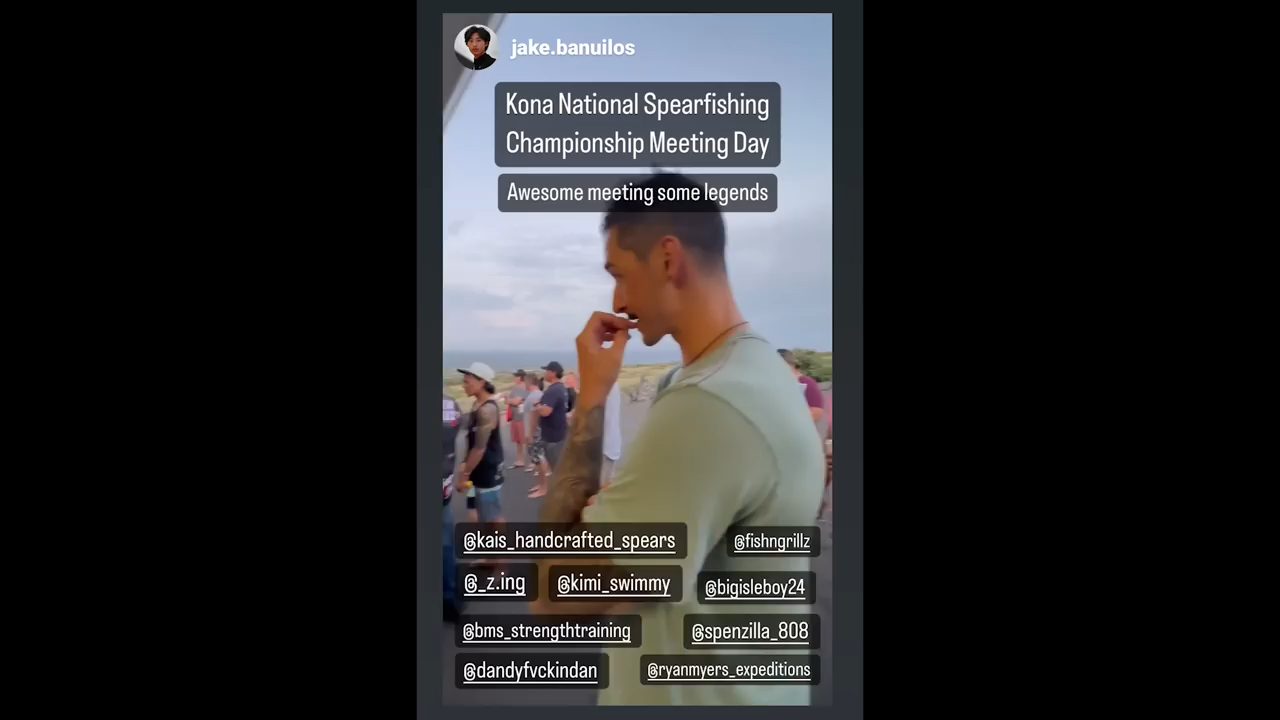 jake.banuilos
Kona National Spearfishing
Championship Meeting Day
Awesome meeting some legends
@kais_handcrafted_spears
@fishngrillz
@_z.ing
@kimi_swimmy
@bigisleboy24
@bms_strengthtraining
@spenzilla_808
@dandyfvckindan
@ryanmyers_expeditions